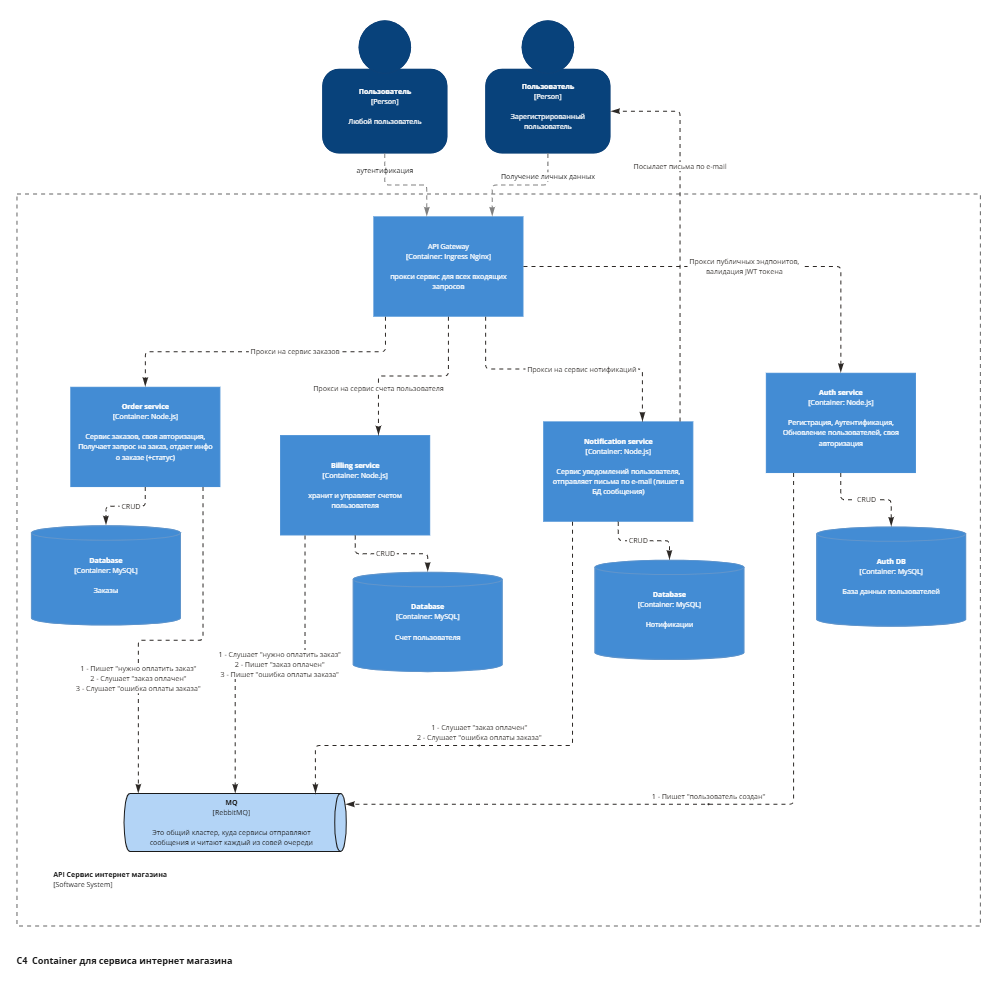 Пользователь
[Person]
Любой пользователь
Пользователь
[Person]
Зарегистрированный
пользователь
аутентификация
Получение личных данных
Посылает письма по e-mail
API Gateway
[Container: Ingress Nginx]
прокси сервис для всех входящих
запросов
Прокси публичных эндпонитов,
валидация JWT токена
Прокси на сервис заказов
Прокси на сервис счета пользователя
Прокси на сервис нотификаций
Order service
[Container: Node.js]
Сервис заказов, своя авторизация,
Получает запрос на заказ, отдает инфо
о заказе (+статус)
Billing service
[Container: Node.js]
хранит и управляет счетом
пользователя
Notification service
[Container: Node.js]
Сервис уведомлений пользователя,
отправляет письма по e-mail (пишет в
БД сообщения)
Auth service
[Container: Node.js]
Регистрация, Аутентификация,
Обновление пользователей, своя
авторизация
CRUD
CRUD
CRUD
CRUD
Database
[Container: MySQL]
Заказы
Database
[Container: MySQL]
Счет пользователя
Database
[Container: MySQL]
Нотификации
Auth DB
[Container: MySQL]
База данных пользователей
1 - Пишет "нужно оплатить заказ"
2 - Слушает "заказ оплачен"
3 - Слушает "ошибка оплаты заказа"
1 - Слушает "нужно оплатить заказ"
2 - Пишет "заказ оплачен"
3 - Пишет "ошибка оплаты заказа"
1 - Слушает "заказ оплачен"
2 - Слушает "ошибка оплаты заказа"
1 - Пишет "пользователь создан"
MQ
[RebbitMQ]
Это общий кластер, куда сервисы отправляют
сообщения и читают каждый из совей очереди
API Сервис интернет магазина
[Software System]
C4 Container для сервиса интернет магазина